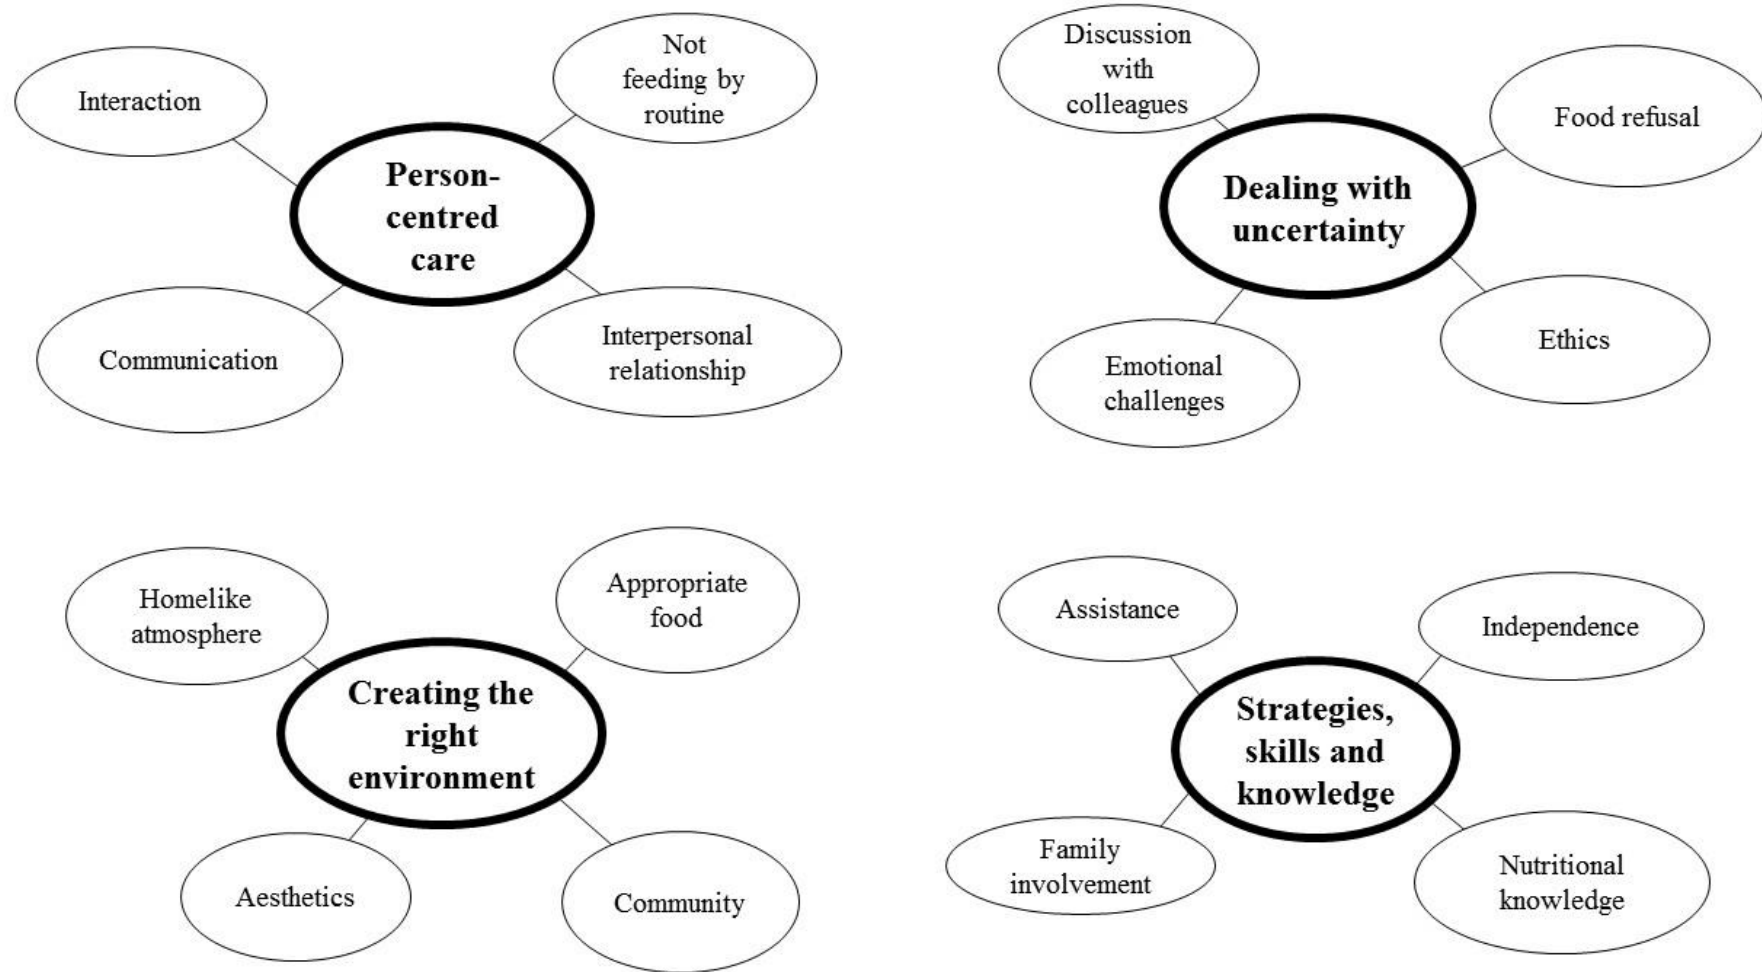 Interaction
Not
feeding by
routine
Person-
centred
care
Communication
Interpersonal
relationship
Discussion
with
colleagues
Food refusal
Dealing with
uncertainty
Emotional
challenges
Ethics
Homelike
atmosphere
Appropriate
food
Creating the
right
environment
Aesthetics
Community
Assistance
Independence
Strategies,
skills and
knowledge
Family
involvement
Nutritional
knowledge